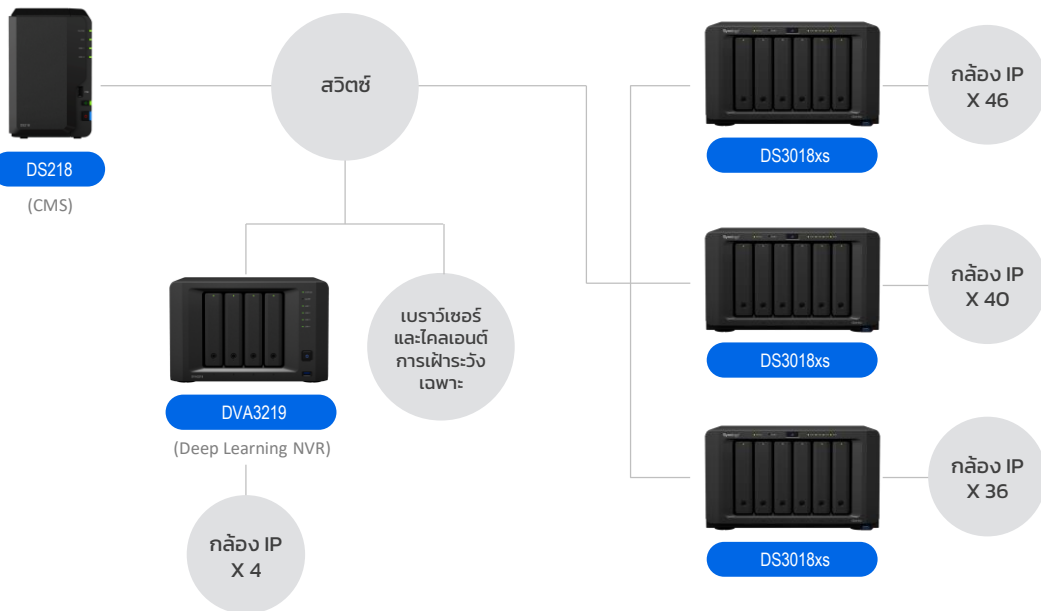 สวิตซ์
DS218
(CMS)
DS3018xs
กล้อง IP
X 46
DS3018xs
กล้อง IP
X 40
DVA3219
(Deep Learning NVR)
เบราว์เซอร์
และไคลเอนต์
การเฝ้าระวัง
เฉพาะ
DS3018xs
กล้อง IP
X 36
กล้อง IP
X 4